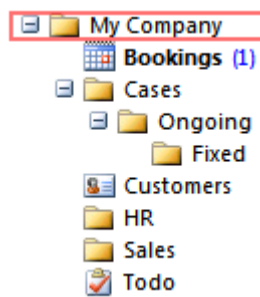 My Company
Bookings (1)
Cases
Ongoing
Fixed
Customers
HR
Sales
Todo